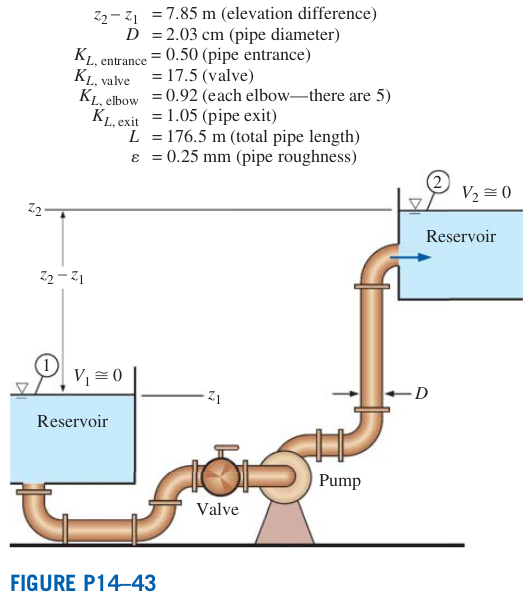 z2 − z1 = 7.85 m (elevation difference)
D = 2.03 cm (pipe diameter)
KL, entrance = 0.50 (pipe entrance)
KL, valve = 17.5 (valve)
KL, elbow = 0.92 (each elbow—there are 5)
KL, exit = 1.05 (pipe exit)
L = 176.5 m (total pipe length)
ε = 0.25 mm (pipe roughness)
2
V2 ≅ 0
z2
Reservoir
z2 − z1
1
V1 ≅ 0
z1
D
Reservoir
Pump
Valve
FIGURE P14–43